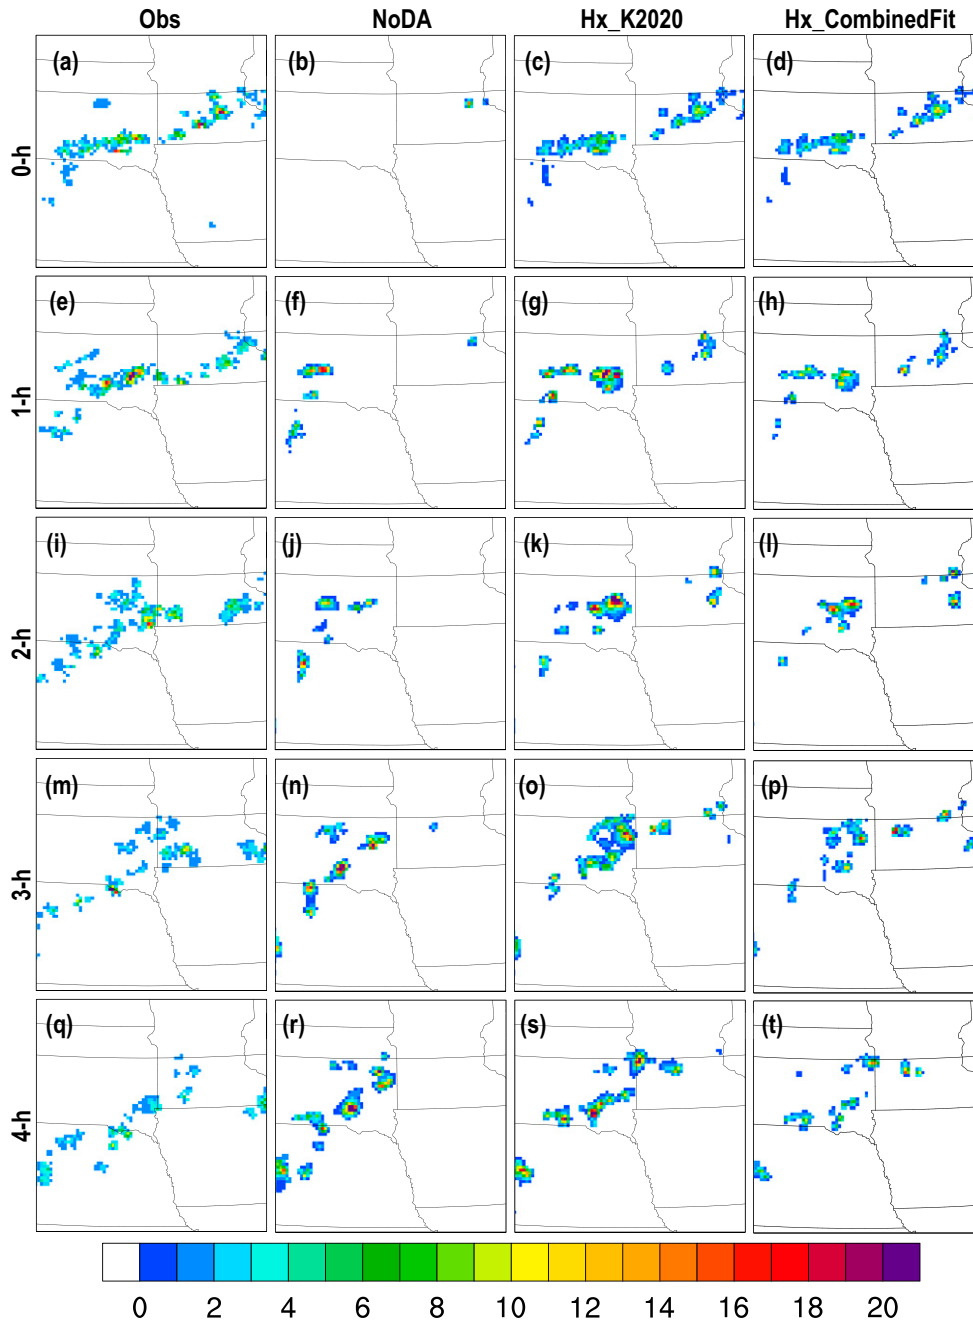 Obs NoDA Hx_K2020 Hx_CombinedFit
0-h (a) (b) (c) (d)
1-h (e) (f) (g) (h)
2-h (i) (j) (k) (l)
3-h (m) (n) (o) (p)
4-h (q) (r) (s) (t)
0 2 4 6 8 10 12 14 16 18 20